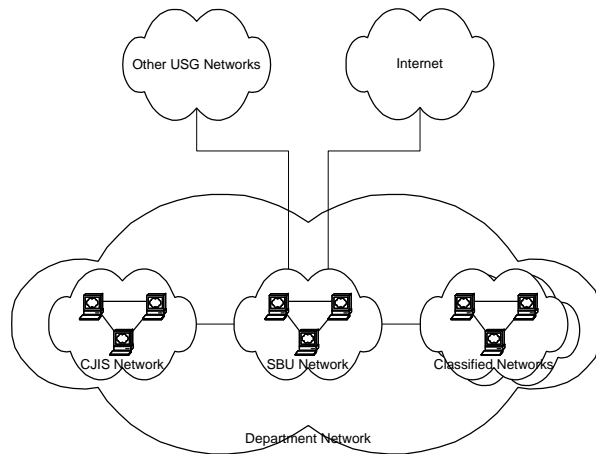 Other USG Networks
Internet
CJIS Network
SBU Network
Classified Networks
Department Network